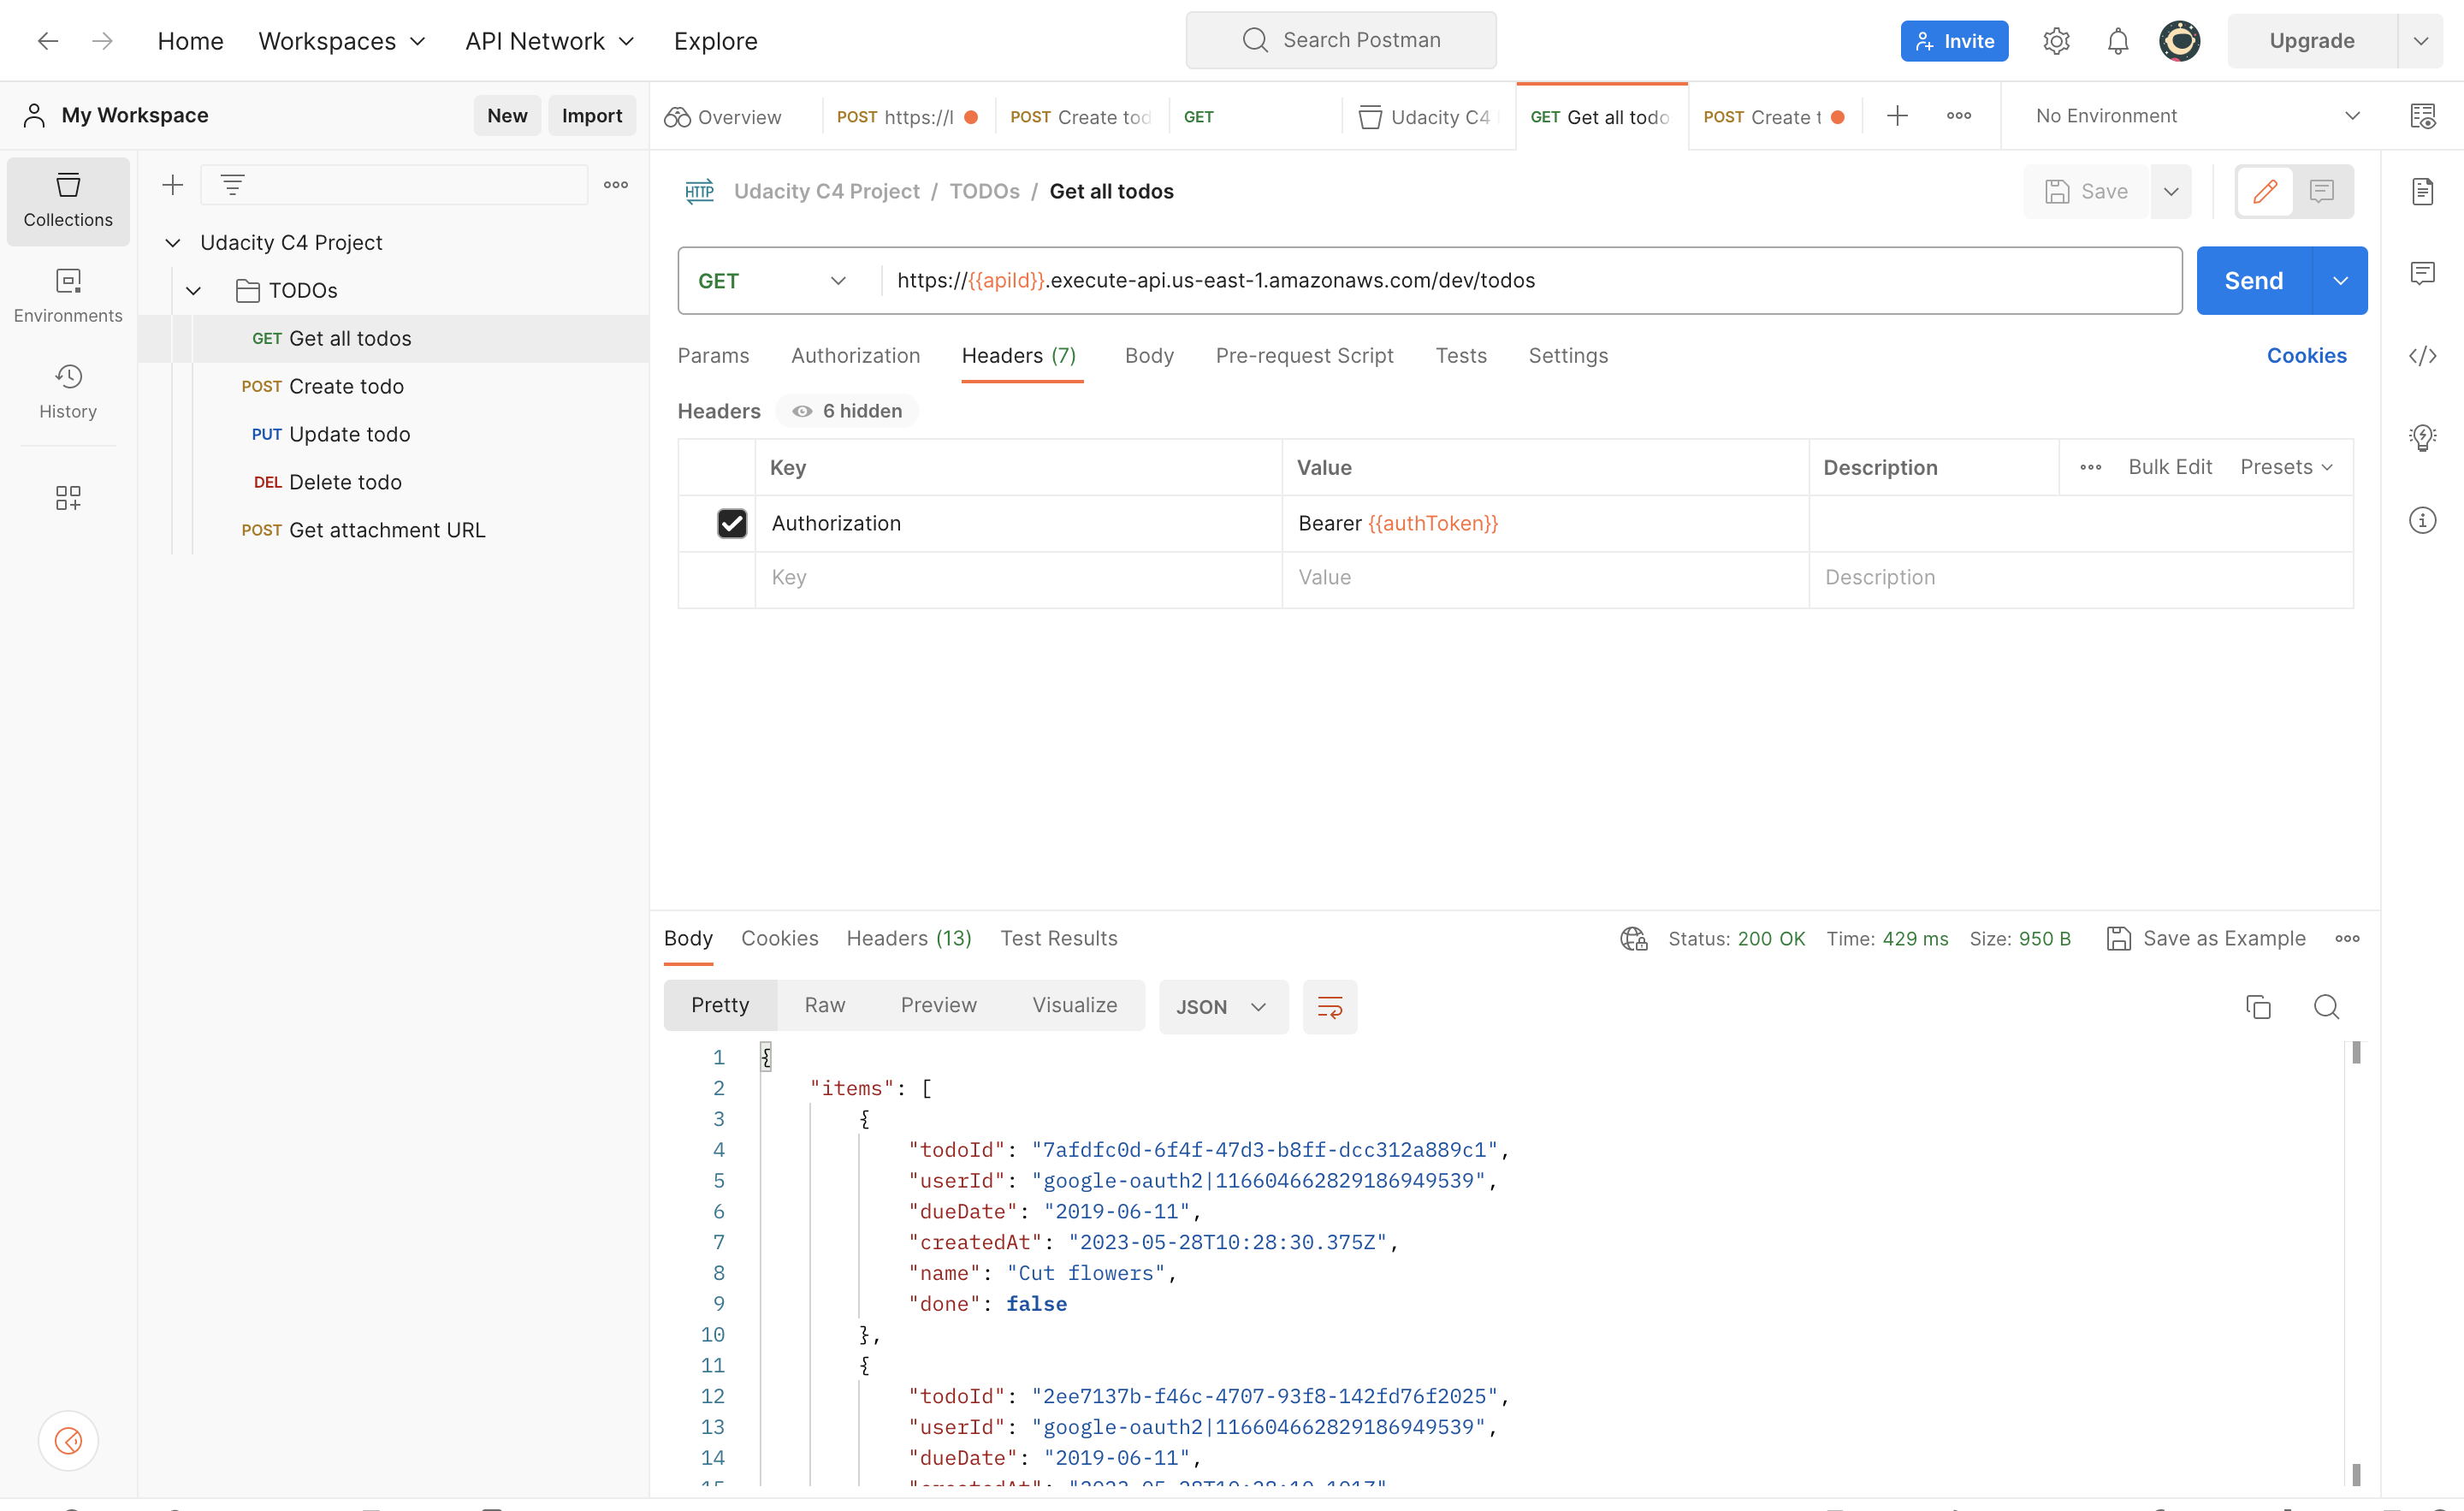 Home Workspaces API Network Explore Search Postman Invite Upgrade
My Workspace New Import
Overview POST https://l POST Create tod GET Udacity C4 GET Get all todo POST Create t No Environment
Collections
Environments
History
Udacity C4 Project
TODOs
GET Get all todos
POST Create todo
PUT Update todo
DEL Delete todo
POST Get attachment URL
HTTP Udacity C4 Project / TODOs / Get all todos Save
GET https://{{apiId}}.execute-api.us-east-1.amazonaws.com/dev/todos Send
Params Authorization Headers (7) Body Pre-request Script Tests Settings Cookies
Headers 6 hidden
Key Value Description Bulk Edit Presets
Authorization Bearer {{authToken}}
Key Value Description
Body Cookies Headers (13) Test Results Status: 200 OK Time: 429 ms Size: 950 B Save as Example
Pretty Raw Preview Visualize JSON
1 {
2 "items": [
3 {
4 "todoId": "7afdfc0d-6f4f-47d3-b8ff-dcc312a889c1",
5 "userId": "google-oauth2|116604662829186949539",
6 "dueDate": "2019-06-11",
7 "createdAt": "2023-05-28T10:28:30.375Z",
8 "name": "Cut flowers",
9 "done": false
10 },
11 {
12 "todoId": "2ee7137b-f46c-4707-93f8-142fd76f2025",
13 "userId": "google-oauth2|116604662829186949539",
14 "dueDate": "2019-06-11",